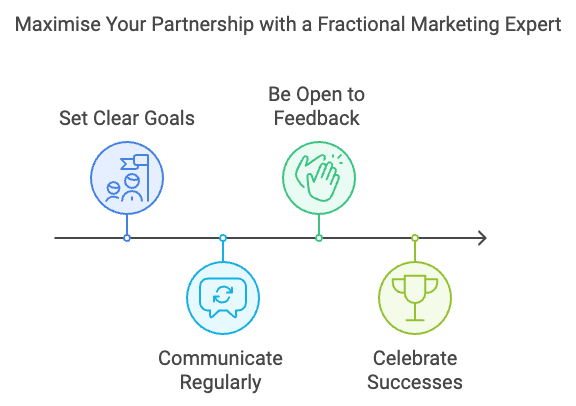 Maximise Your Partnership with a Fractional Marketing Expert
Set Clear Goals
Be Open to
Feedback
Communicate
Regularly
Celebrate
Successes